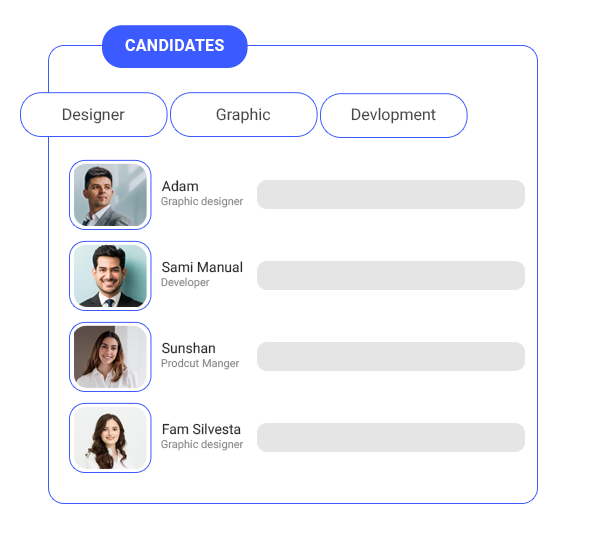 CANDIDATES
Designer
Graphic
Devlopment
Adam
Graphic designer
Sami Manual
Developer
Sunshan
Prodcut Manger
Fam Silvesta
Graphic designer